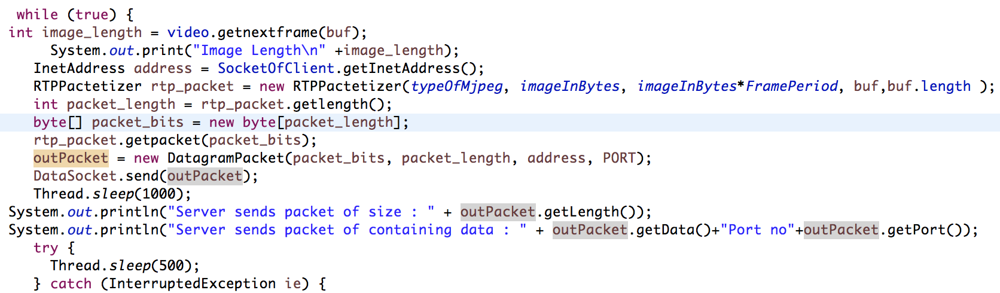 while (true) {
int image_length = video.getnextframe(buf);
System.out.print("Image Length\n" +image_length);
InetAddress address = SocketOfClient.getInetAddress();
RTPPactetizer rtp_packet = new RTPPactetizer(typeOfMjpeg, imageInBytes, imageInBytes*FramePeriod, buf,buf.length );
int packet_length = rtp_packet.getlength();
byte[] packet_bits = new byte[packet_length];
rtp_packet.getpacket(packet_bits);
outPacket = new DatagramPacket(packet_bits, packet_length, address, PORT);
DataSocket.send(outPacket);
Thread.sleep(1000);
System.out.println("Server sends packet of size : " + outPacket.getLength());
System.out.println("Server sends packet of containing data : " + outPacket.getData()+"Port no"+outPacket.getPort());
try {
Thread.sleep(500);
} catch (InterruptedException ie) {